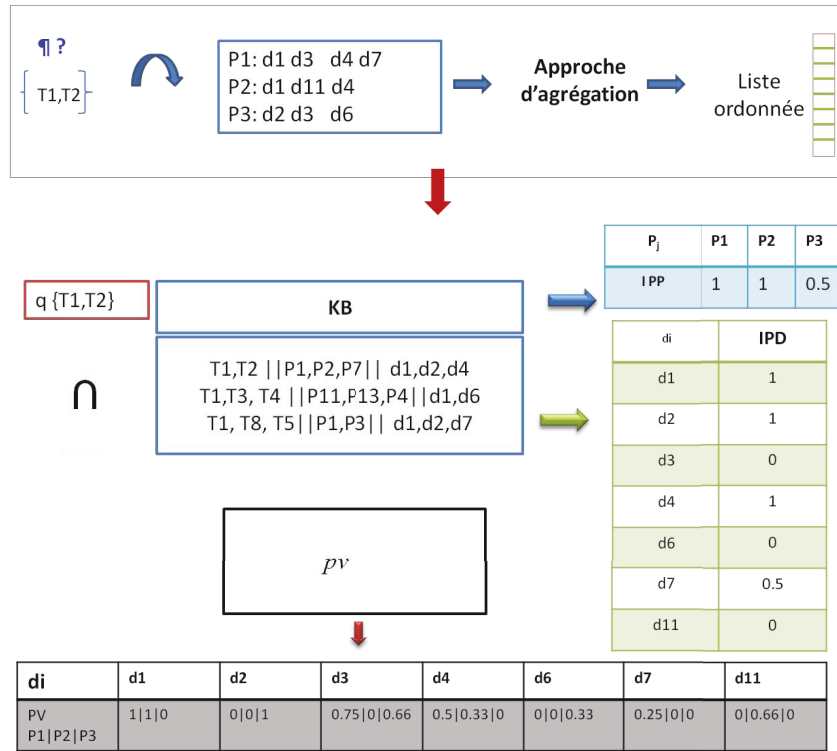 ¶ ?
T1,T2
P1: d1 d3 d4 d7
P2: d1 d11 d4
P3: d2 d3 d6
Approche
d'agrégation
Liste
ordonnée
Pj P1 P2 P3
IPP 1 1 0.5
q {T1,T2}
KB
∩
T1,T2 ||P1,P2,P7|| d1,d2,d4
T1,T3, T4 ||P11,P13,P4||d1,d6
T1, T8, T5||P1,P3|| d1,d2,d7
di IPD
d1 1
d2 1
d3 0
d4 1
d6 0
d7 0.5
d11 0
pv
di d1 d2 d3 d4 d6 d7 d11
PV 1|1|0 0|0|1 0.75|0|0.66 0.5|0.33|0 0|0|0.33 0.25|0|0 0|0.66|0
P1|P2|P3